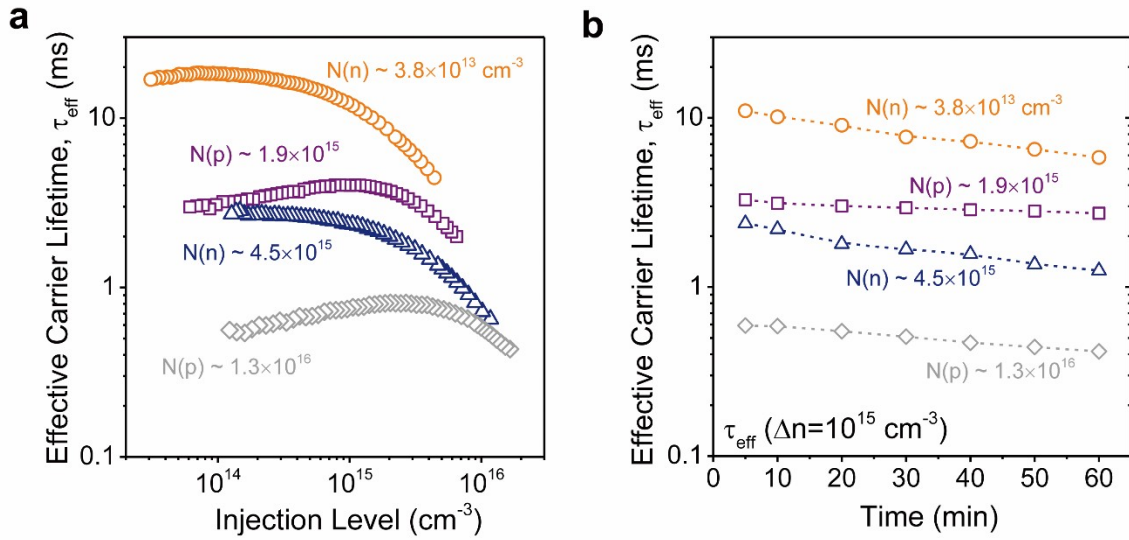 a
Effective Carrier Lifetime, τeff (ms)
10
1
0.1
N(n) ~ 3.8×10¹³ cm⁻³
N(p) ~ 1.9×10¹⁵
N(n) ~ 4.5×10¹⁵
N(p) ~ 1.3×10¹⁶
10¹⁴ 10¹⁵ 10¹⁶
Injection Level (cm⁻³)
b
Effective Carrier Lifetime, τeff (ms)
10
1
0.1
N(n) ~ 3.8×10¹³ cm⁻³
N(p) ~ 1.9×10¹⁵
N(n) ~ 4.5×10¹⁵
N(p) ~ 1.3×10¹⁶
τeff (Δn=10¹⁵ cm⁻³)
0 10 20 30 40 50 60
Time (min)